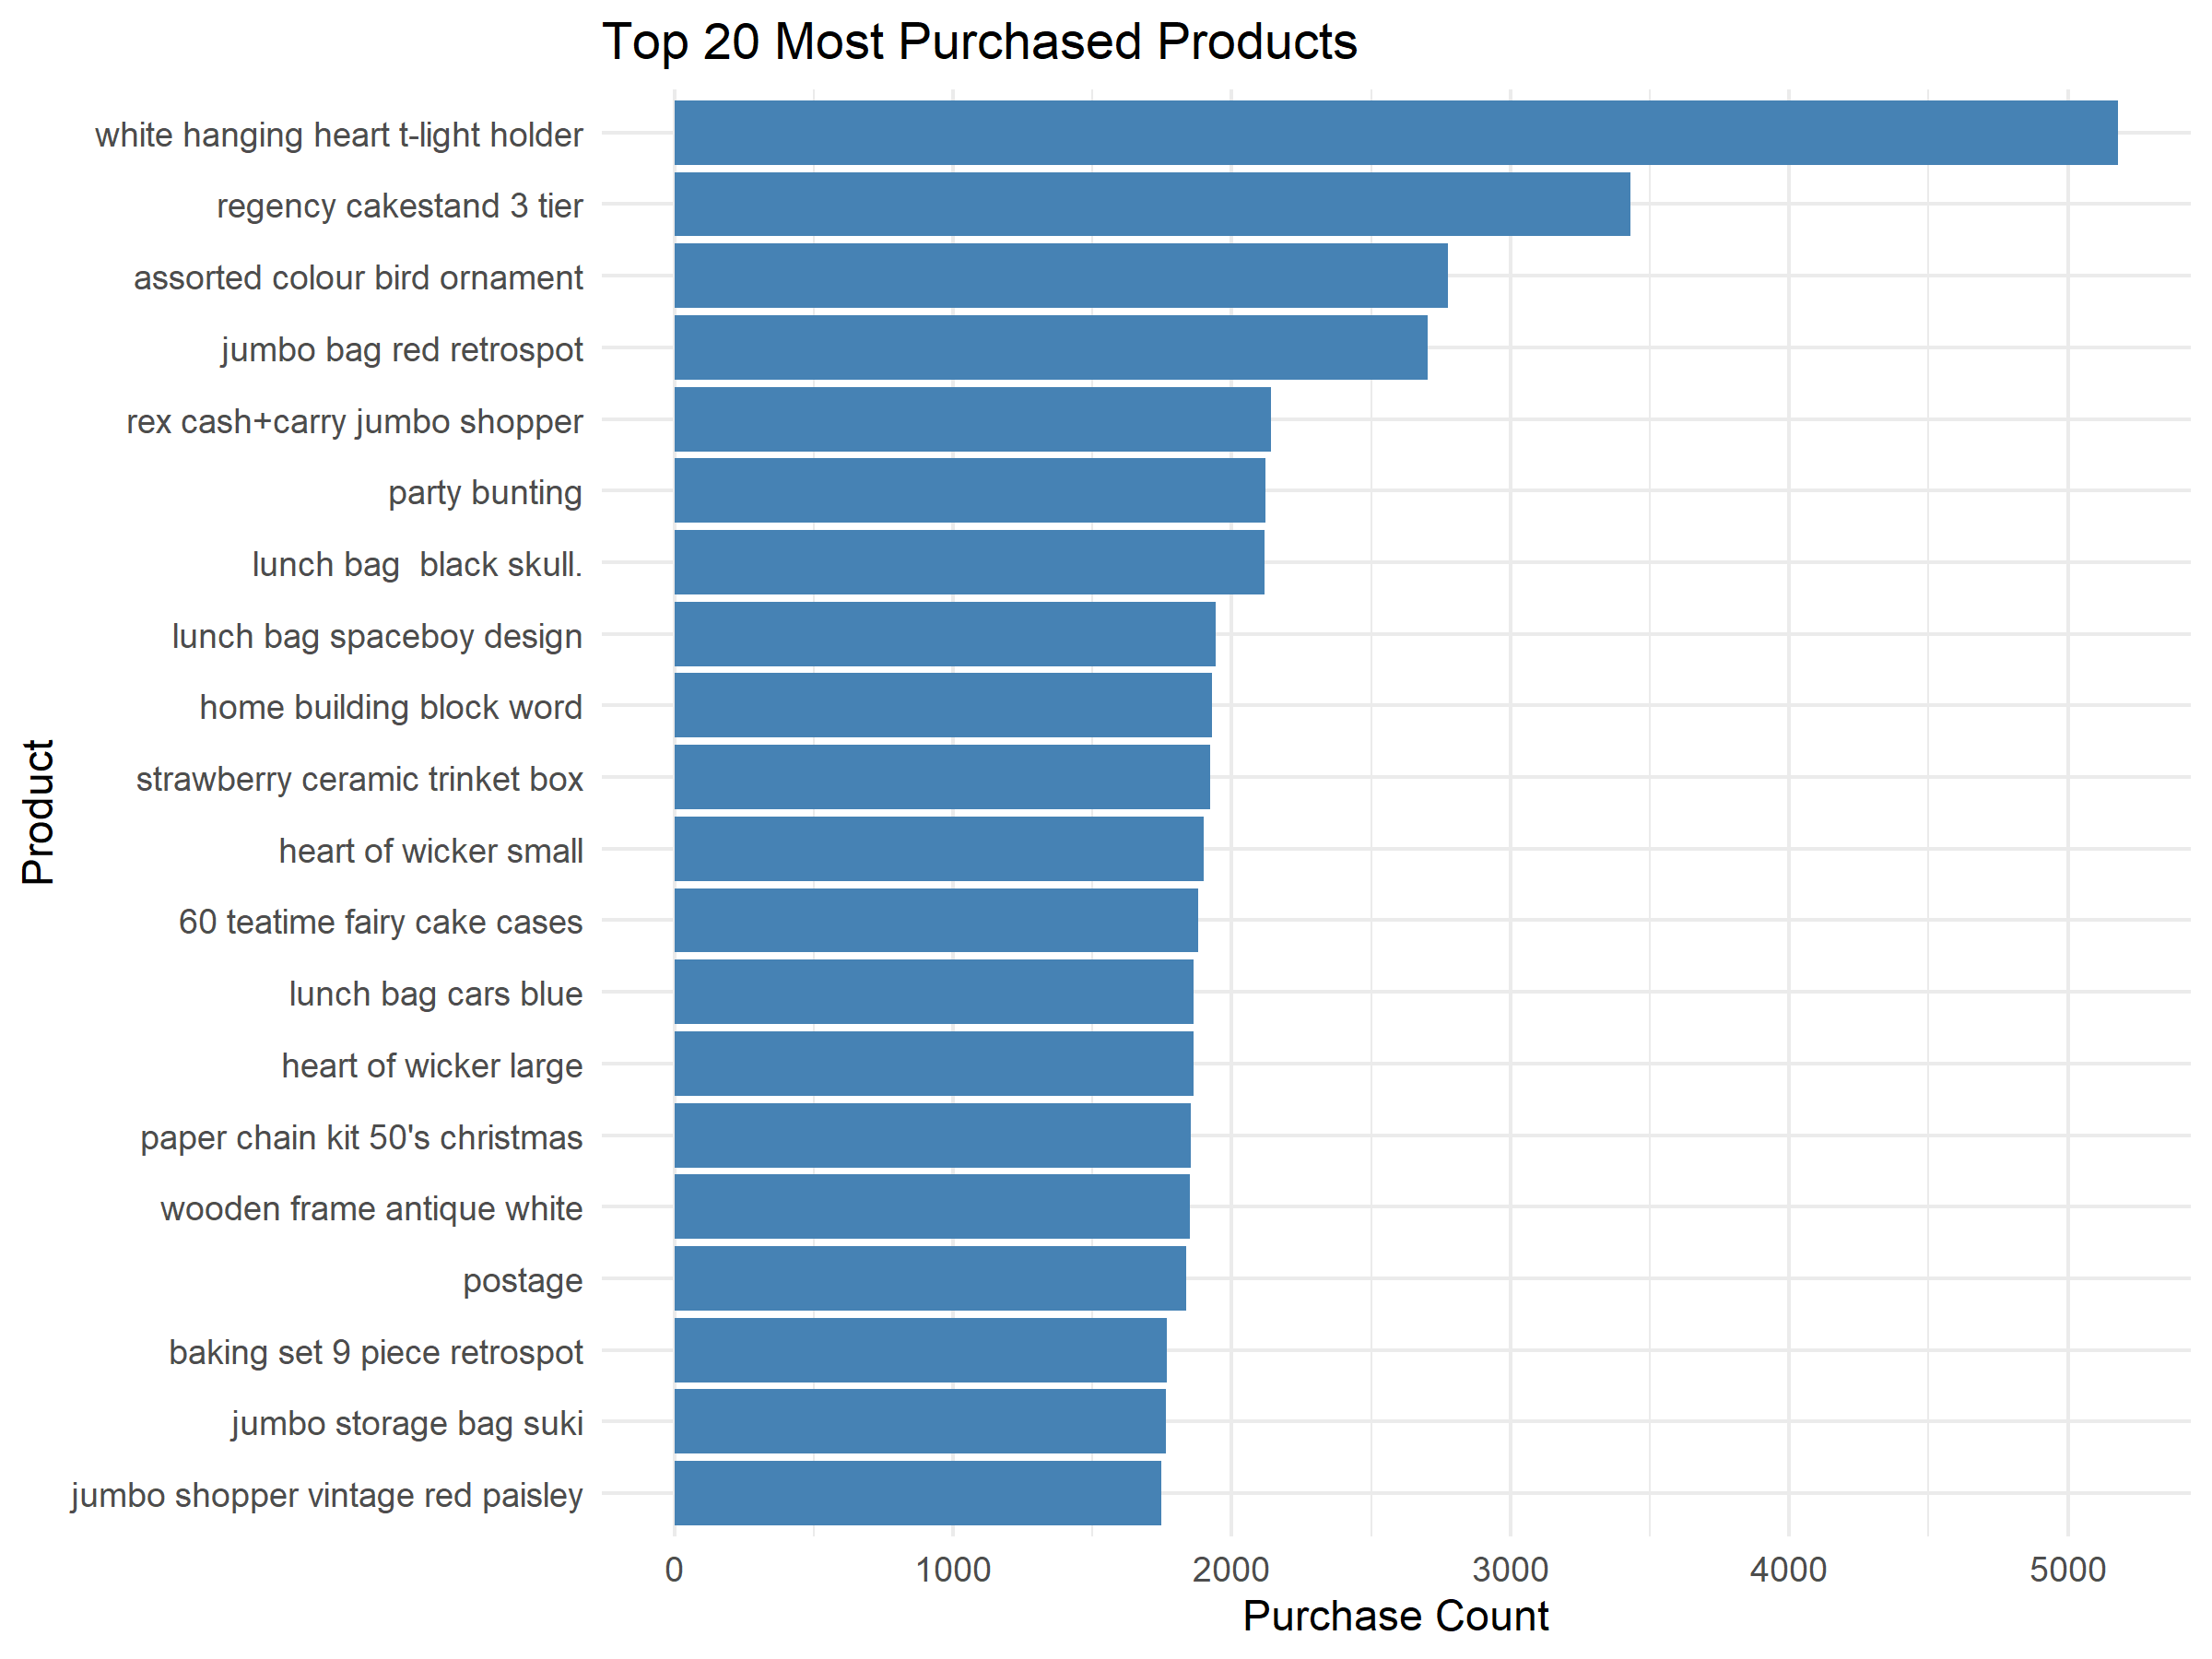 Top 20 Most Purchased Products
white hanging heart t-light holder
regency cakestand 3 tier
assorted colour bird ornament
jumbo bag red retrospot
rex cash+carry jumbo shopper
party bunting
lunch bag  black skull.
lunch bag spaceboy design
home building block word
strawberry ceramic trinket box
heart of wicker small
60 teatime fairy cake cases
lunch bag cars blue
heart of wicker large
paper chain kit 50's christmas
wooden frame antique white
postage
baking set 9 piece retrospot
jumbo storage bag suki
jumbo shopper vintage red paisley
Product
0 1000 2000 3000 4000 5000
Purchase Count